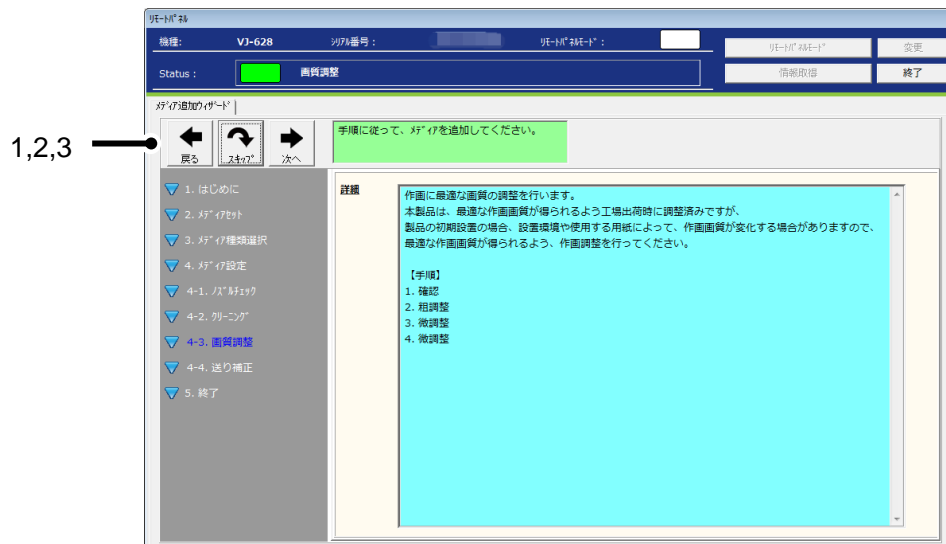 ﾘﾓｰﾄﾊﾟﾈﾙ
機種: VJ-628 ｼﾘｱﾙ番号： ﾘﾓｰﾄﾊﾟﾈﾙﾓｰﾄﾞ：
ﾘﾓｰﾄﾊﾟﾈﾙﾓｰﾄﾞ 変更
Status： 画質調整
情報取得 終了
ﾒﾃﾞｨｱ追加ｳｨｻﾞｰﾄﾞ
1,2,3
戻る ｽｷｯﾌﾟ 次へ
手順に従って、ﾒﾃﾞｨｱを追加してください。
1. はじめに
2. ﾒﾃﾞｨｱｾｯﾄ
3. ﾒﾃﾞｨｱ種類選択
4. ﾒﾃﾞｨｱ設定
4-1. ﾉｽﾞﾙﾁｪｯｸ
4-2. ｸﾘｰﾆﾝｸﾞ
4-3. 画質調整
4-4. 送り補正
5. 終了
詳細
作画に最適な画質の調整を行います。
本製品は、最適な作画画質が得られるよう工場出荷時に調整済みですが、
製品の初期設置の場合、設置環境や使用する用紙によって、作画画質が変化する場合がありますので、
最適な作画画質が得られるよう、作画調整を行ってください。
【手順】
1. 確認
2. 粗調整
3. 微調整
4. 微調整